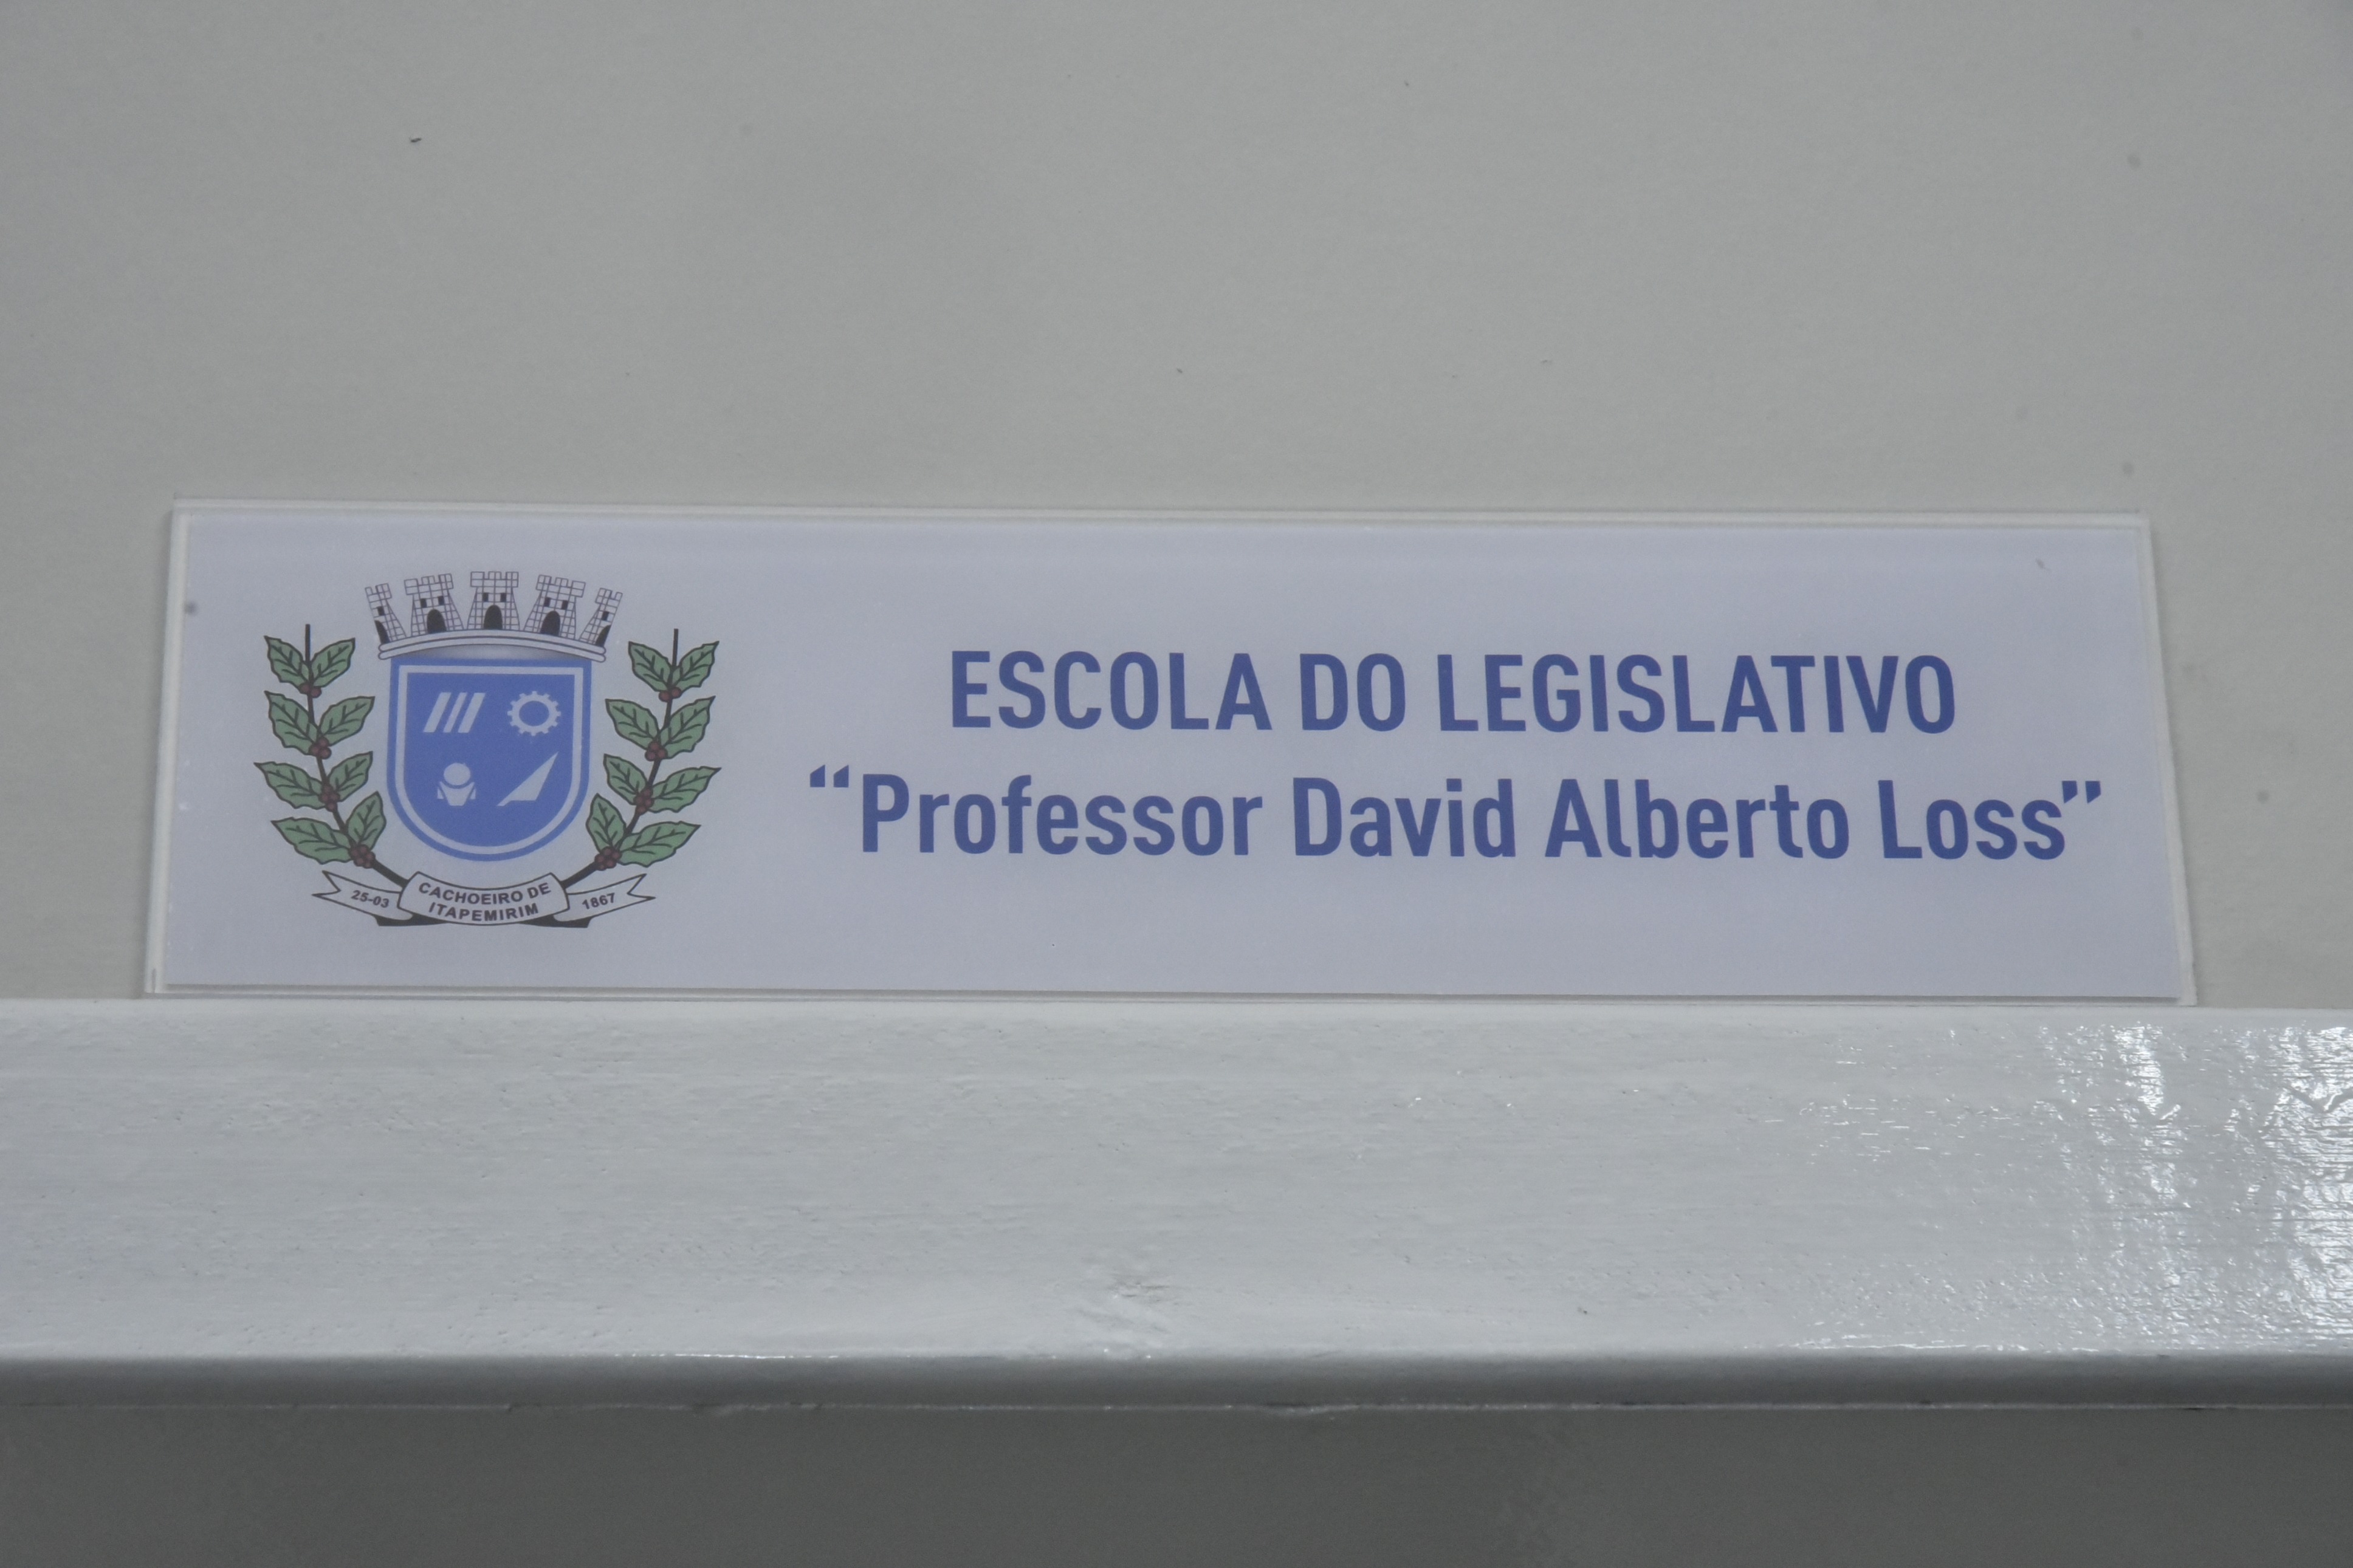 ESCOLA DO LEGISLATIVO
“Professor David Alberto Loss”
25-03
CACHOEIRO DE
ITAPEMIRIM
1867